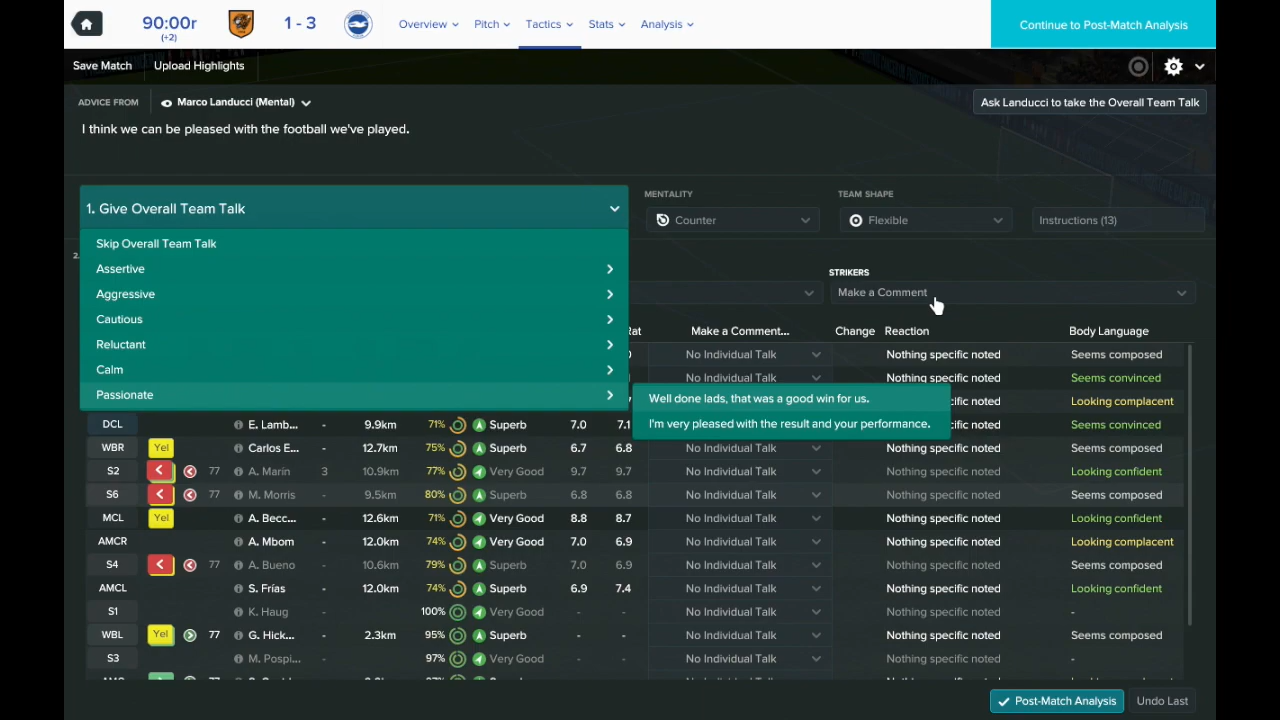 90:00r
(+2)
1 - 3
Overview Pitch Tactics Stats Analysis
Continue to Post-Match Analysis
Save Match Upload Highlights
ADVICE FROM Marco Landucci (Mental)
Ask Landucci to take the Overall Team Talk
I think we can be pleased with the football we've played.
1. Give Overall Team Talk
MENTALITY
Counter
TEAM SHAPE
Flexible
Instructions (13)
Skip Overall Team Talk
Assertive
Aggressive
Cautious
Reluctant
Calm
Passionate
2.
STRIKERS
Make a Comment
Make a Comment... Change Reaction Body Language
No Individual Talk Nothing specific noted Seems composed
No Individual Talk Nothing specific noted Seems convinced
Well done lads, that was a good win for us.
I'm very pleased with the result and your performance.
Looking complacent
DCL E. Lamb... - 9.9km 71% Superb 7.0 7.1 Seems convinced
WBR Yel Carlos E... - 12.7km 75% Superb 6.7 6.8 No Individual Talk Nothing specific noted Seems composed
S2 77 A. Marin 3 10.9km 77% Very Good 9.7 9.7 No Individual Talk Nothing specific noted Looking confident
S6 77 M. Morris - 9.5km 80% Superb 6.8 6.8 No Individual Talk Nothing specific noted Seems composed
MCL Yel A. Becc... - 12.6km 71% Very Good 8.8 8.7 No Individual Talk Nothing specific noted Looking confident
AMCR A. Mbom - 12.0km 74% Very Good 7.0 6.9 No Individual Talk Nothing specific noted Looking complacent
S4 77 A. Bueno - 10.6km 79% Superb 7.0 6.9 No Individual Talk Nothing specific noted Seems composed
AMCL S. Frías - 12.0km 74% Superb 6.9 7.4 No Individual Talk Nothing specific noted Looking confident
S1 K. Haug - 100% Very Good - - No Individual Talk Nothing specific noted -
WBL Yel 77 G. Hick... - 2.3km 95% Superb - - No Individual Talk Nothing specific noted Seems composed
S3 M. Pospi... - 97% Very Good - - No Individual Talk Nothing specific noted -
Post-Match Analysis Undo Last